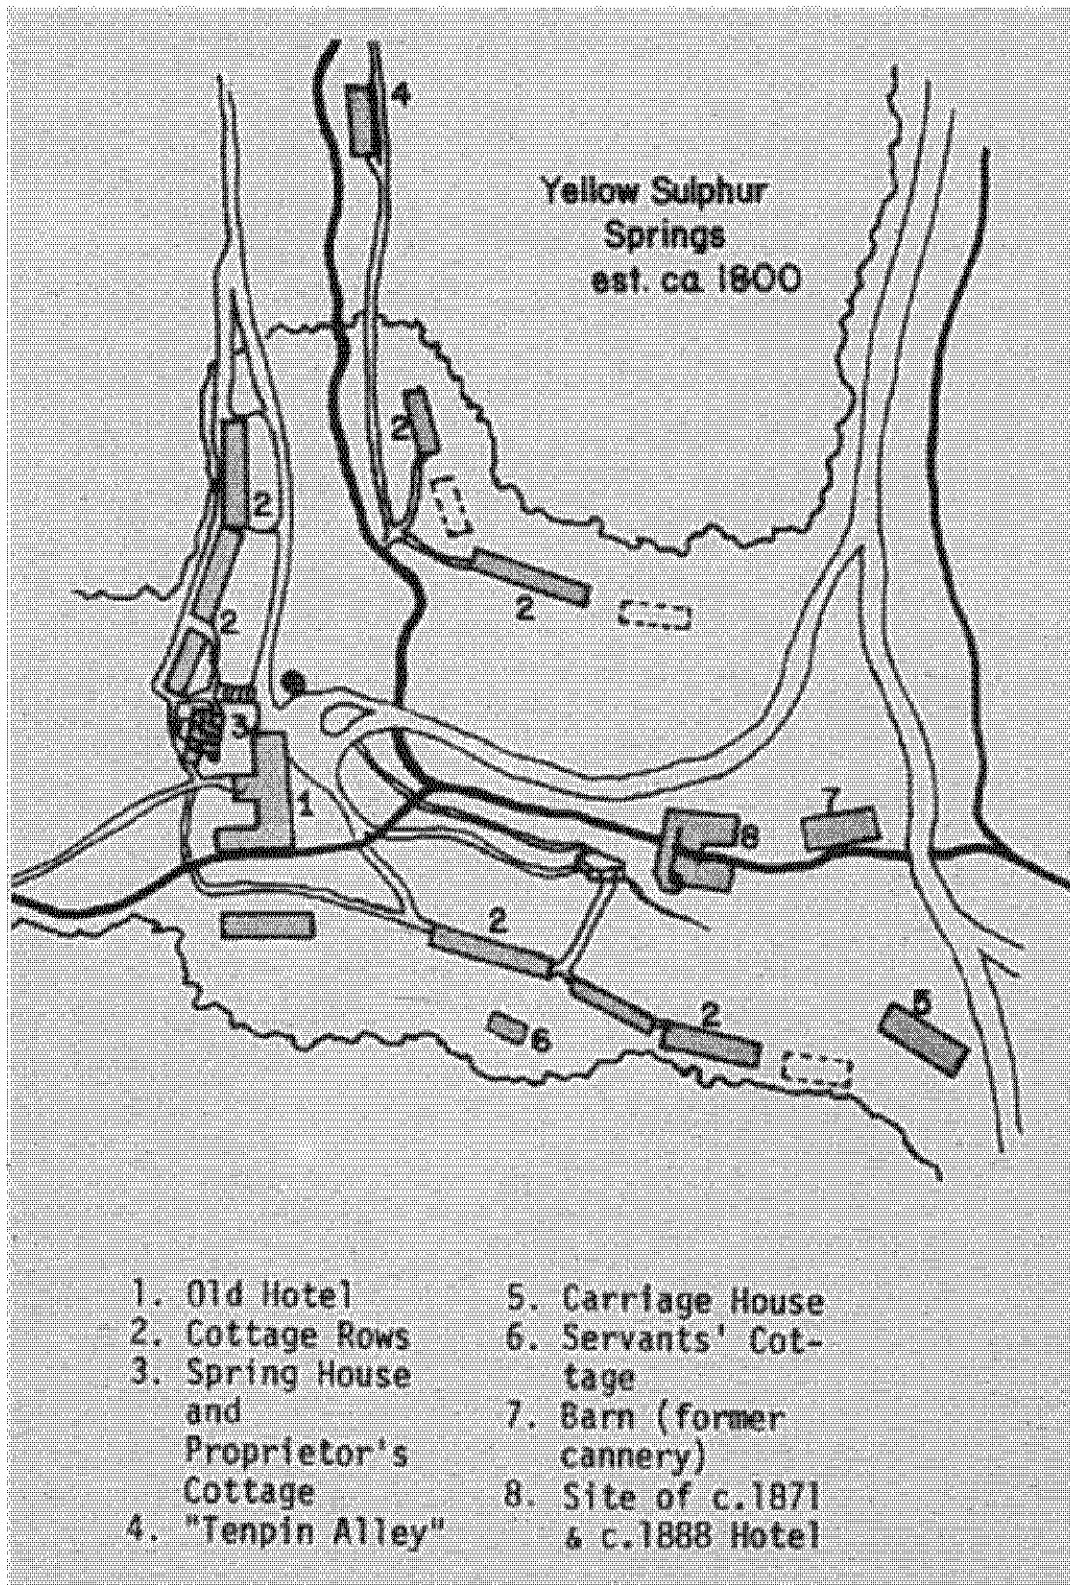 4
Yellow Sulphur
Springs
est. ca. 1800
2
2
2
2
3
1
7
8
2
5
2
6
1. Old Hotel
2. Cottage Rows
3. Spring House
and
Proprietor's
Cottage
4. "Tenpin Alley"
5. Carriage House
6. Servants' Cot-
tage
7. Barn (former
cannery)
8. Site of c.1871
& c.1888 Hotel